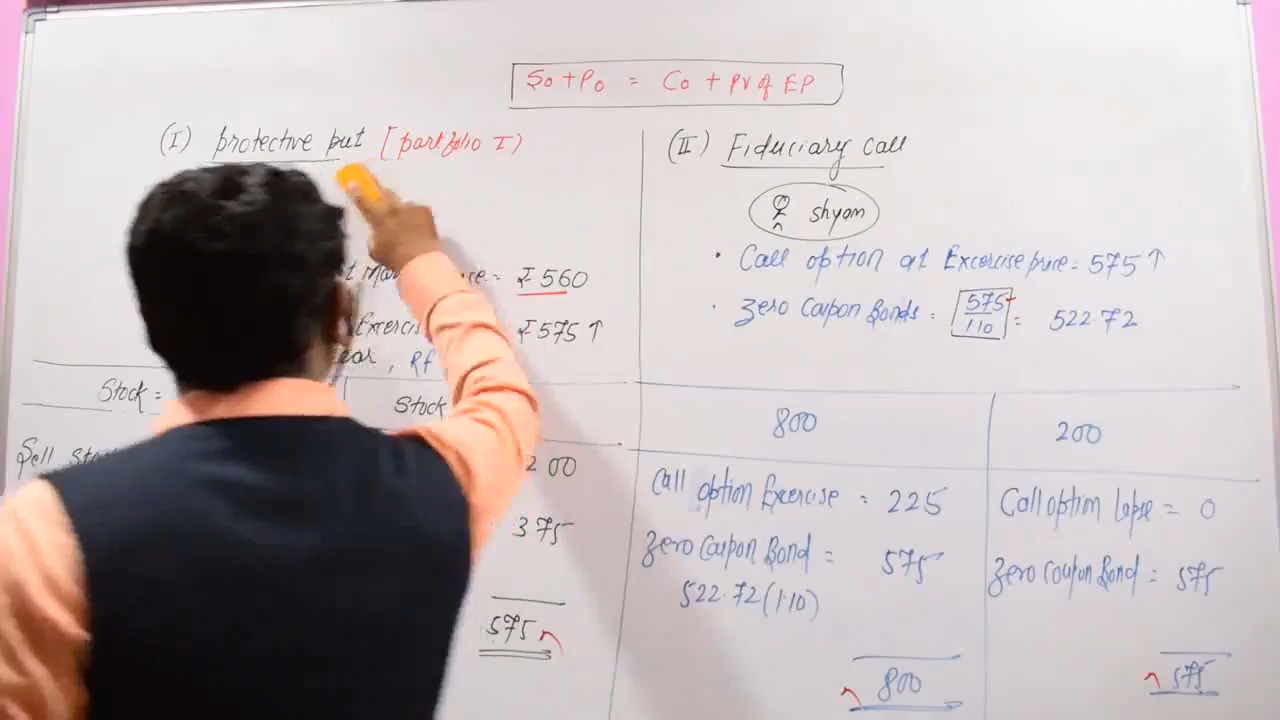 S0 + P0 = C0 + PV of EP
(I) protective put [portfolio I)
= ₹ 560
₹ 575 ↑
, Rf
Stock =
Stock
Sell
200
375
575
(II) Fiduciary call
shyam
• Call option at Excercise price = 575 ↑
• Zero Coupon Bonds = 575/1.10 = 522.72
800
200
Call option Exercise = 225
Zero Coupon Bond = 575
522.72 (1.10)
800
Call option lapse = 0
Zero Coupon Bond = 575
575